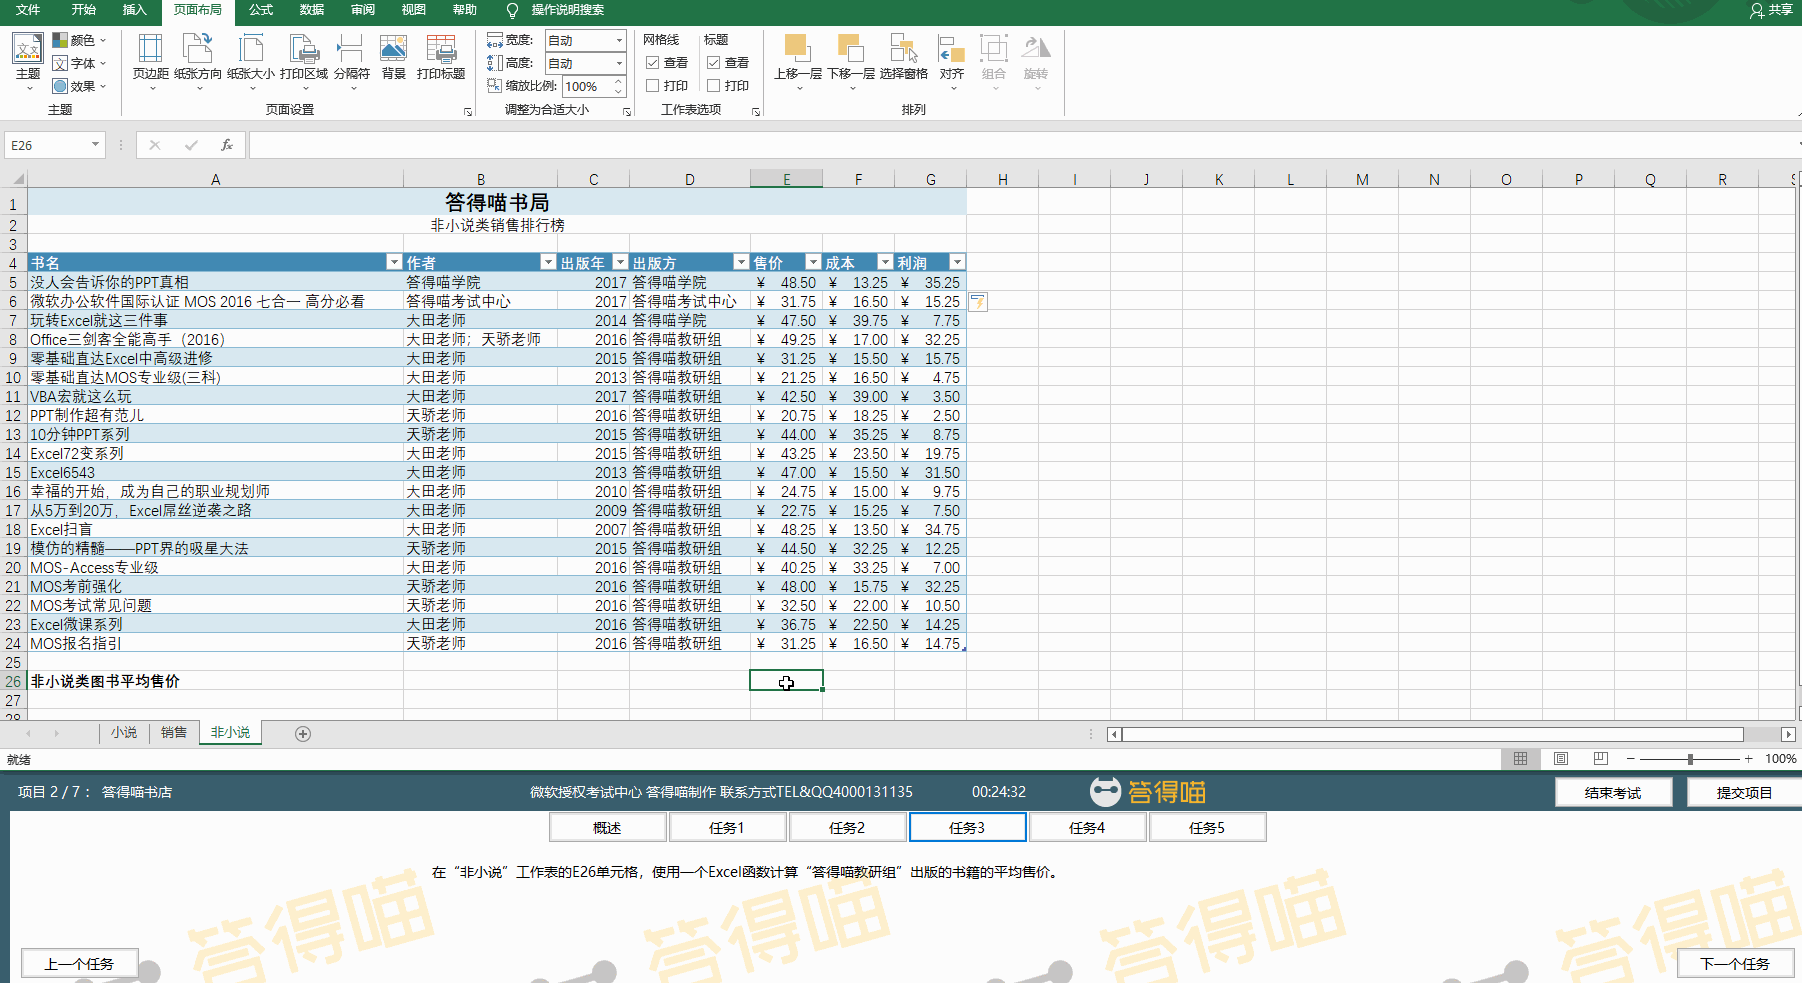 文件 开始 插入 页面布局 公式 数据 审阅 视图 帮助 操作说明搜索 共享
主题 颜色 字体 效果 页边距 纸张方向 纸张大小 打印区域 分隔符 背景 打印标题 宽度: 自动 高度: 自动 缩放比例: 100% 网格线 查看 打印 标题 查看 打印 上移一层 下移一层 选择窗格 对齐 组合 旋转
主题 页面设置 调整为合适大小 工作表选项 排列
E26 fx
A B C D E F G H I J K L M N O P Q R S
1 答得喵书局
2 非小说类销售排行榜
3
4 书名 作者 出版年 出版方 售价 成本 利润
5 没人会告诉你的PPT真相 答得喵学院 2017 答得喵学院 ¥ 48.50 ¥ 13.25 ¥ 35.25
6 微软办公软件国际认证 MOS 2016 七合一 高分必看 答得喵考试中心 2017 答得喵考试中心 ¥ 31.75 ¥ 16.50 ¥ 15.25
7 玩转Excel就这三件事 大田老师 2014 答得喵学院 ¥ 47.50 ¥ 39.75 ¥ 7.75
8 Office三剑客全能高手（2016） 大田老师；天骄老师 2016 答得喵教研组 ¥ 49.25 ¥ 17.00 ¥ 32.25
9 零基础直达Excel中高级进修 大田老师 2015 答得喵教研组 ¥ 31.25 ¥ 15.50 ¥ 15.75
10 零基础直达MOS专业级(三科) 大田老师 2013 答得喵教研组 ¥ 21.25 ¥ 16.50 ¥ 4.75
11 VBA宏就这么玩 大田老师 2017 答得喵教研组 ¥ 42.50 ¥ 39.00 ¥ 3.50
12 PPT制作超有范儿 天骄老师 2016 答得喵教研组 ¥ 20.75 ¥ 18.25 ¥ 2.50
13 10分钟PPT系列 天骄老师 2015 答得喵教研组 ¥ 44.00 ¥ 35.25 ¥ 8.75
14 Excel72变系列 大田老师 2015 答得喵教研组 ¥ 43.25 ¥ 23.50 ¥ 19.75
15 Excel6543 大田老师 2013 答得喵教研组 ¥ 47.00 ¥ 15.50 ¥ 31.50
16 幸福的开始，成为自己的职业规划师 大田老师 2010 答得喵教研组 ¥ 24.75 ¥ 15.00 ¥ 9.75
17 从5万到20万，Excel屌丝逆袭之路 大田老师 2009 答得喵教研组 ¥ 22.75 ¥ 15.25 ¥ 7.50
18 Excel扫盲 大田老师 2007 答得喵教研组 ¥ 48.25 ¥ 13.50 ¥ 34.75
19 模仿的精髓——PPT界的吸星大法 天骄老师 2015 答得喵教研组 ¥ 44.50 ¥ 32.25 ¥ 12.25
20 MOS-Access专业级 大田老师 2016 答得喵教研组 ¥ 40.25 ¥ 33.25 ¥ 7.00
21 MOS考前强化 天骄老师 2016 答得喵教研组 ¥ 48.00 ¥ 15.75 ¥ 32.25
22 MOS考试常见问题 天骄老师 2016 答得喵教研组 ¥ 32.50 ¥ 22.00 ¥ 10.50
23 Excel微课系列 大田老师 2016 答得喵教研组 ¥ 36.75 ¥ 22.50 ¥ 14.25
24 MOS报名指引 天骄老师 2016 答得喵教研组 ¥ 31.25 ¥ 16.50 ¥ 14.75
25
26 非小说类图书平均售价
27
28
小说 销售 非小说
就绪 100%
项目 2 / 7： 答得喵书店 微软授权考试中心 答得喵制作 联系方式TEL&QQ4000131135 00:24:32 答得喵 结束考试 提交项目
概述 任务1 任务2 任务3 任务4 任务5
在“非小说”工作表的E26单元格，使用一个Excel函数计算“答得喵教研组”出版的书籍的平均售价。
答得喵 答得喵 答得喵 答得喵
上一个任务 下一个任务